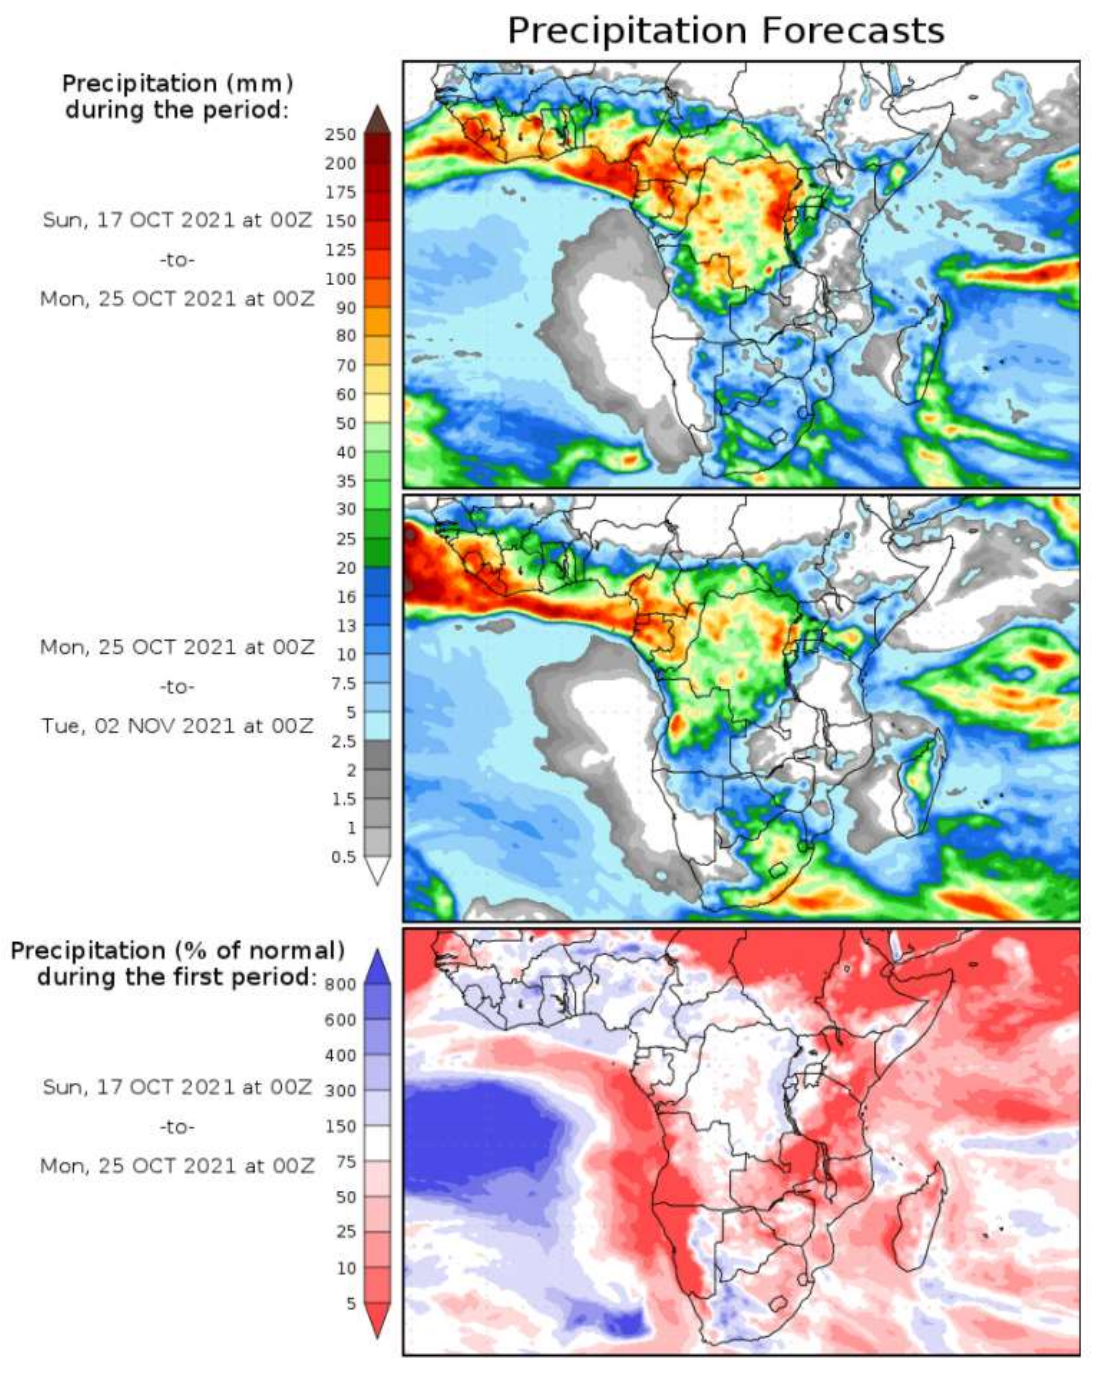 Precipitation Forecasts
Precipitation (mm)
during the period:
250
200
175
150
125
100
90
80
70
60
50
40
35
30
25
20
16
13
10
7.5
5
2.5
2
1.5
1
0.5
Sun, 17 OCT 2021 at 00Z
-to-
Mon, 25 OCT 2021 at 00Z
Mon, 25 OCT 2021 at 00Z
-to-
Tue, 02 NOV 2021 at 00Z
Precipitation (% of normal)
during the first period:
800
600
400
300
150
75
50
25
10
5
Sun, 17 OCT 2021 at 00Z
-to-
Mon, 25 OCT 2021 at 00Z